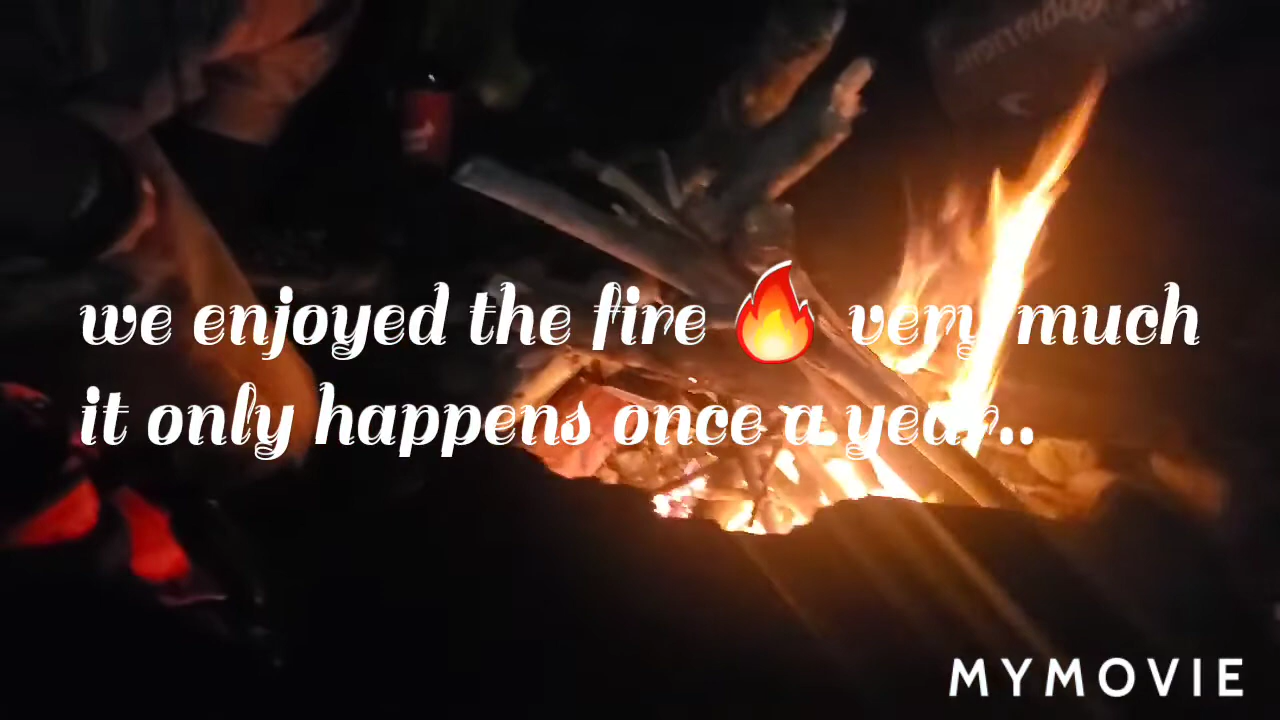 we enjoyed the fire 🔥 very much
it only happens once a year..
MYMOVIE